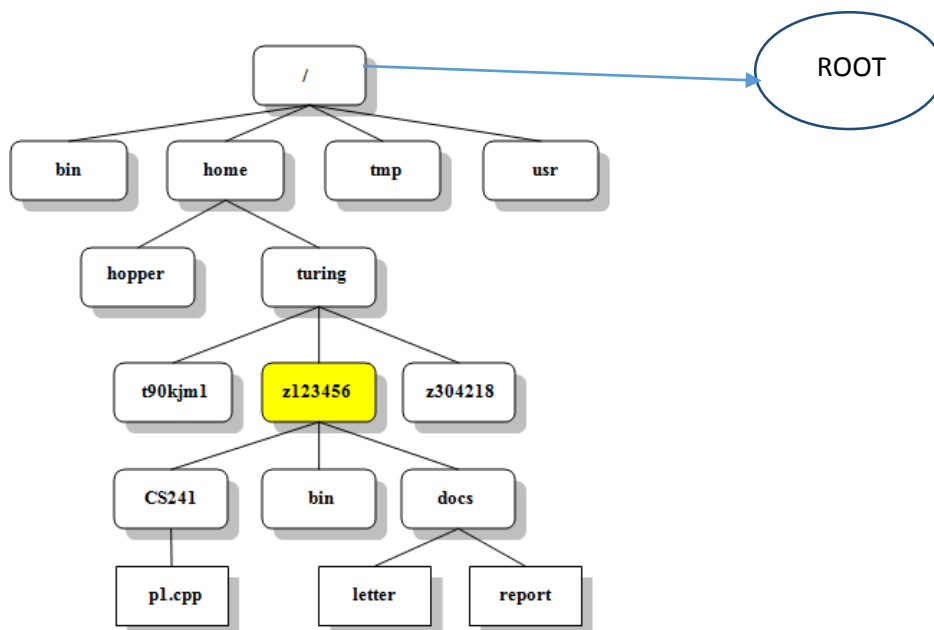 ROOT
/
bin home tmp usr
hopper turing
t90kjm1 z123456 z304218
CS241 bin docs
p1.cpp letter report